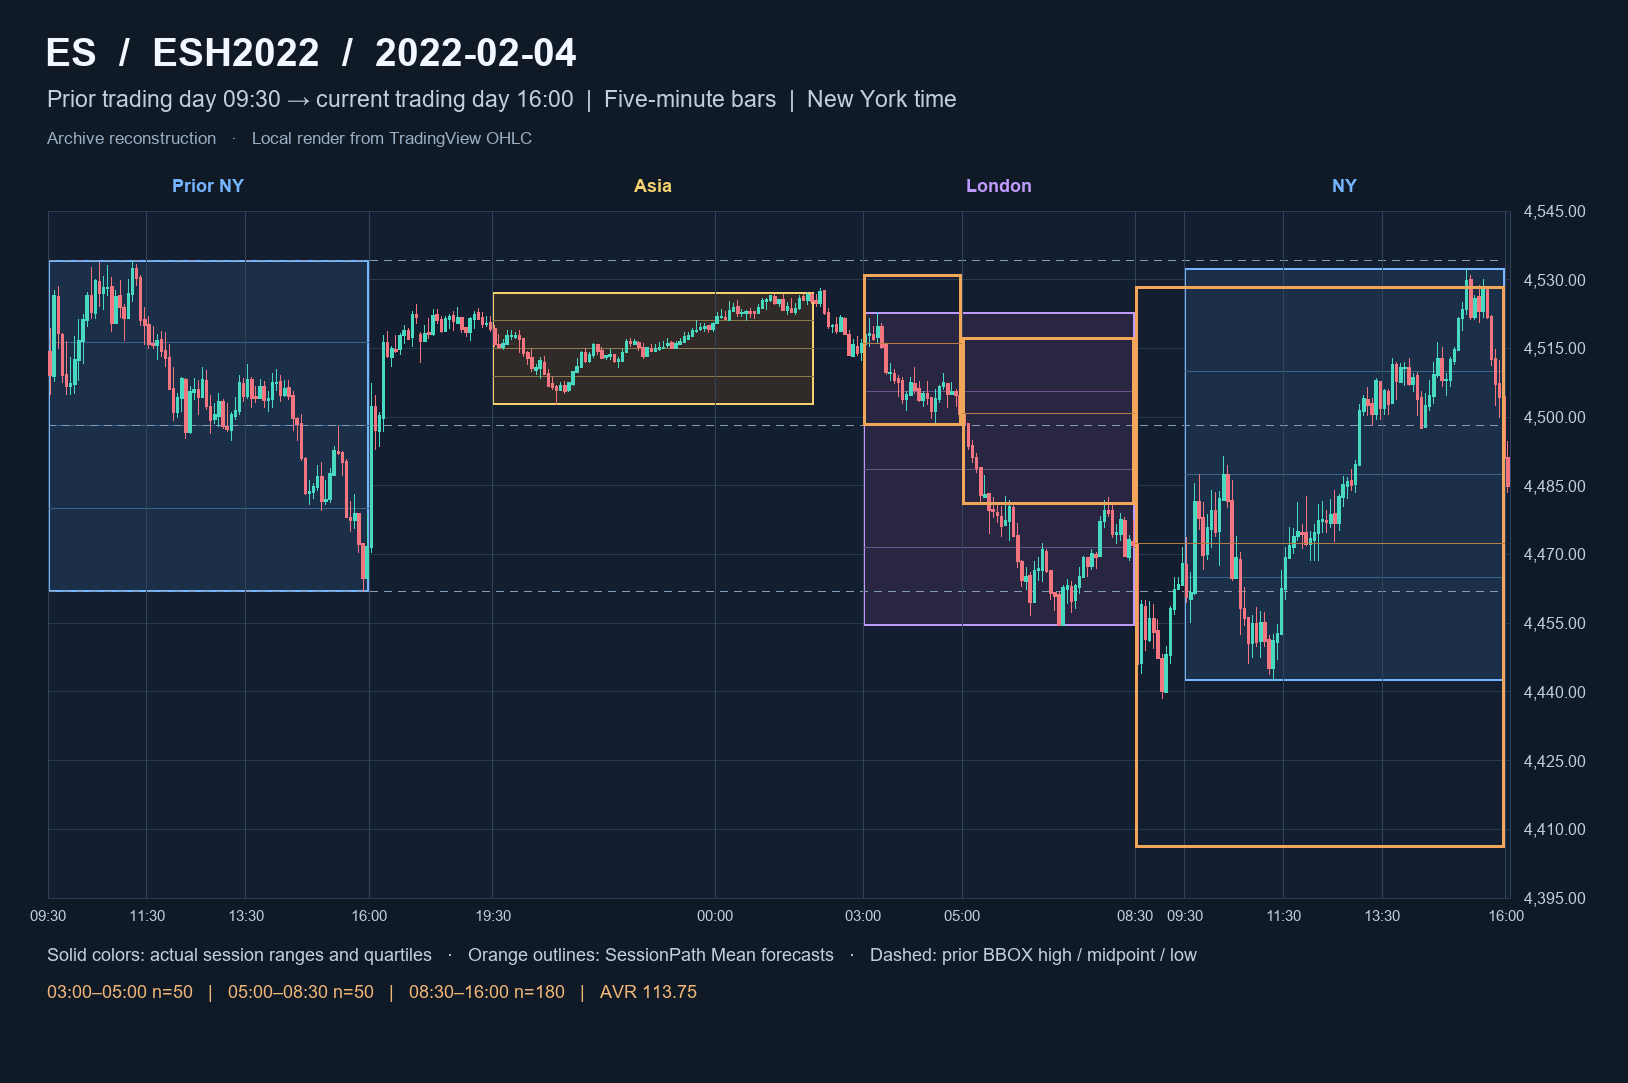 ES / ESH2022 / 2022-02-04
Prior trading day 09:30 → current trading day 16:00 | Five-minute bars | New York time
Archive reconstruction · Local render from TradingView OHLC
Prior NY Asia London NY
4,545.00
4,530.00
4,515.00
4,500.00
4,485.00
4,470.00
4,455.00
4,440.00
4,425.00
4,410.00
4,395.00
09:30 11:30 13:30 16:00 19:30 00:00 03:00 05:00 08:30 09:30 11:30 13:30 16:00
Solid colors: actual session ranges and quartiles · Orange outlines: SessionPath Mean forecasts · Dashed: prior BBOX high / midpoint / low
03:00–05:00 n=50 | 05:00–08:30 n=50 | 08:30–16:00 n=180 | AVR 113.75